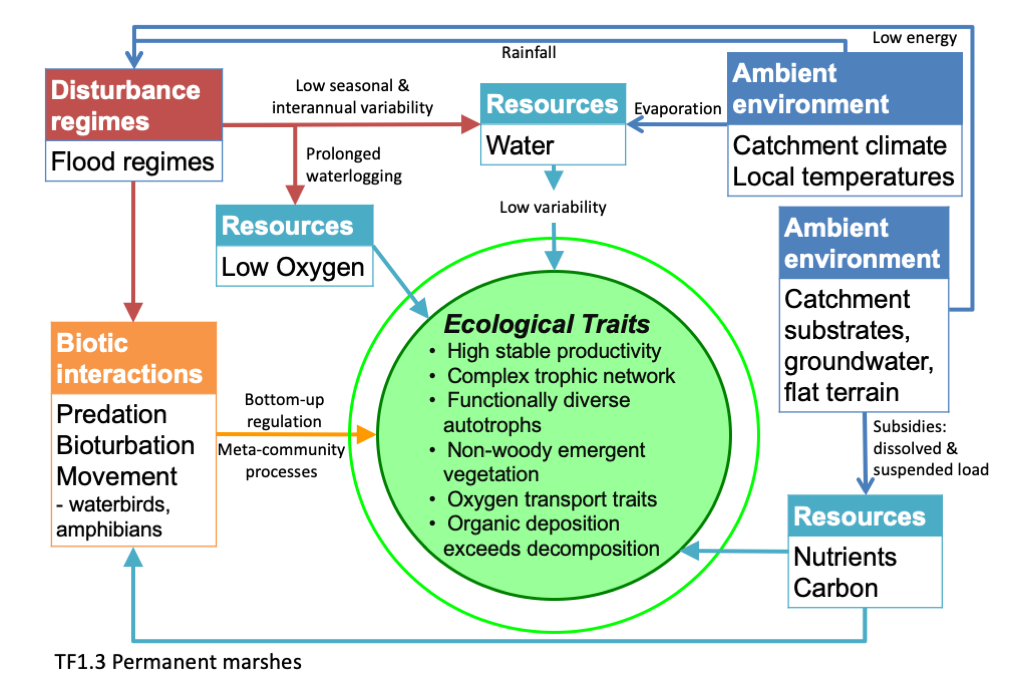 Low energy
Rainfall
Disturbance
regimes
Flood regimes
Low seasonal &
interannual variability
Prolonged
waterlogging
Resources
Water
Evaporation
Ambient
environment
Catchment climate
Local temperatures
Resources
Low Oxygen
Low variability
Ambient
environment
Catchment
substrates,
groundwater,
flat terrain
Biotic
interactions
Predation
Bioturbation
Movement
- waterbirds,
amphibians
Bottom-up
regulation
Meta-community
processes
Ecological Traits
• High stable productivity
• Complex trophic network
• Functionally diverse
autotrophs
• Non-woody emergent
vegetation
• Oxygen transport traits
• Organic deposition
exceeds decomposition
Subsidies:
dissolved &
suspended load
Resources
Nutrients
Carbon
TF1.3 Permanent marshes